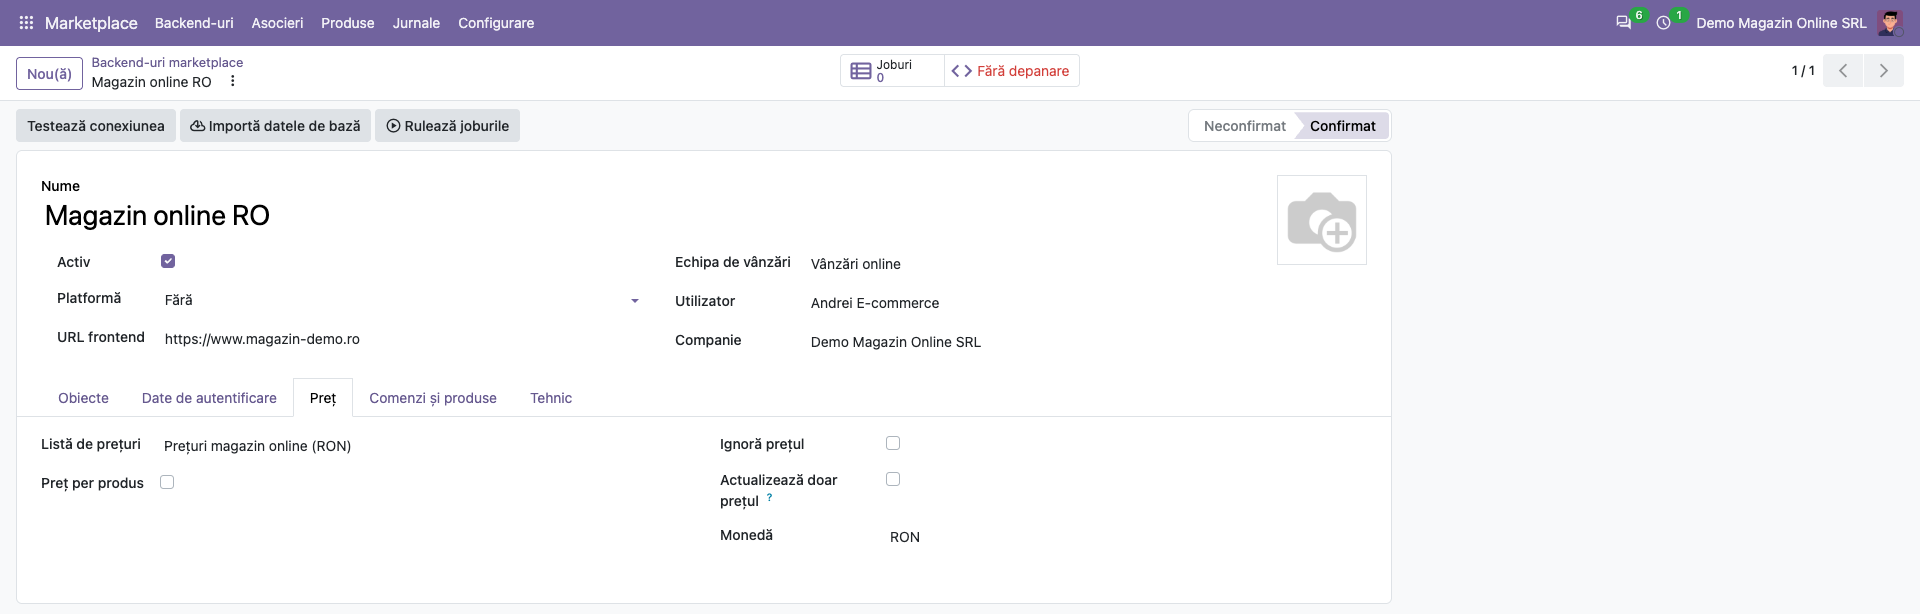 Marketplace Backend-uri Asocieri Produse Jurnale Configurare 6 1 Demo Magazin Online SRL
Nou(ă) Backend-uri marketplace
Magazin online RO
Joburi
0
Fără depanare
1 / 1
Testează conexiunea Importă datele de bază Rulează joburile Neconfirmat Confirmat
Nume
Magazin online RO
Activ
Platformă Fără
URL frontend https://www.magazin-demo.ro
Echipa de vânzări Vânzări online
Utilizator Andrei E-commerce
Companie Demo Magazin Online SRL
Obiecte Date de autentificare Preț Comenzi și produse Tehnic
Listă de prețuri Prețuri magazin online (RON)
Preț per produs
Ignoră prețul
Actualizează doar
prețul ?
Monedă RON